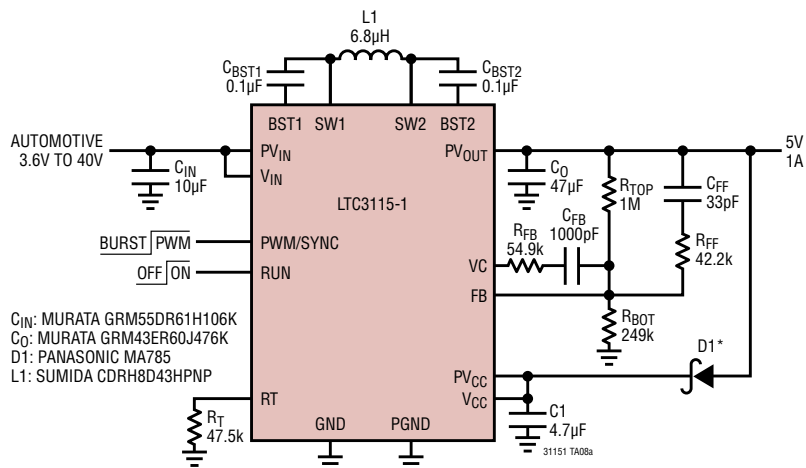 L1
6.8µH
CBST1
0.1µF
CBST2
0.1µF
BST1 SW1 SW2 BST2
AUTOMOTIVE
3.6V TO 40V
PVIN
VIN
CIN
10µF
LTC3115-1
PVOUT
5V
1A
CO
47µF
RTOP
1M
CFF
33pF
RFF
42.2k
CFB
1000pF
RFB
54.9k
BURST PWM
PWM/SYNC
OFF ON
RUN
VC
FB
RBOT
249k
CIN: MURATA GRM55DR61H106K
CO: MURATA GRM43ER60J476K
D1: PANASONIC MA785
L1: SUMIDA CDRH8D43HPNP
D1*
PVCC
VCC
C1
4.7µF
RT
RT
47.5k
GND PGND
31151 TA08a